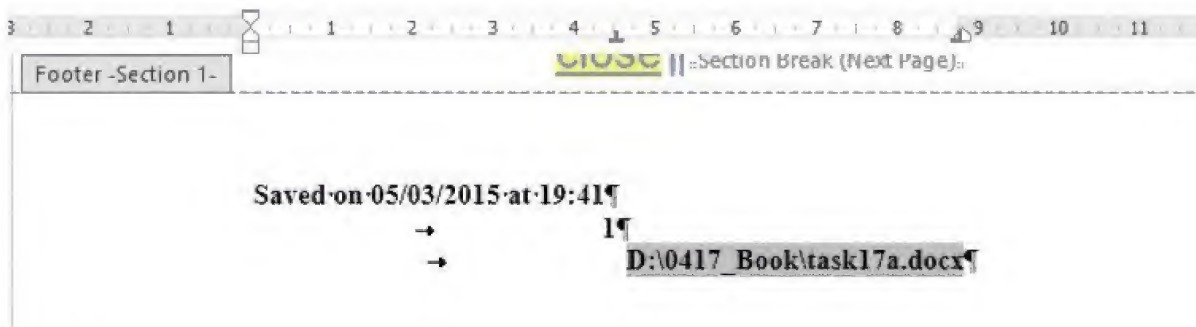 3 2 1 1 2 3 4 5 6 7 8 9 10 11
close ¶ Section Break (Next Page)
Footer -Section 1-
Saved·on·05/03/2015·at·19:41¶
→ 1¶
→ D:\0417_Book\task17a.docx¶